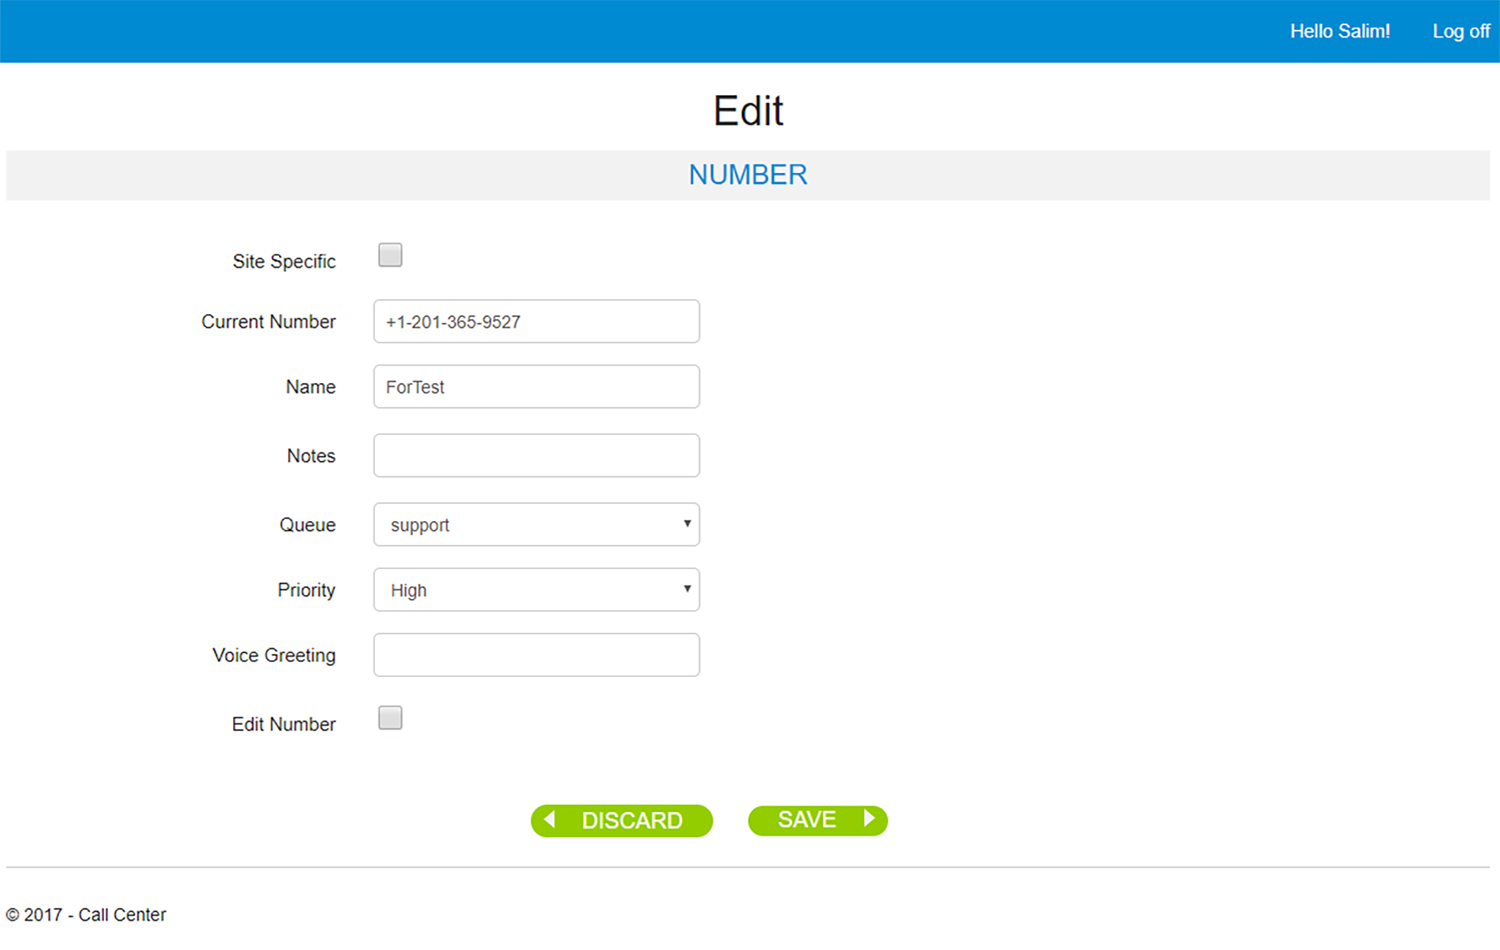 Hello Salim! Log off
Edit
NUMBER
Site Specific
Current Number +1-201-365-9527
Name ForTest
Notes
Queue support
Priority High
Voice Greeting
Edit Number
DISCARD SAVE
© 2017 - Call Center